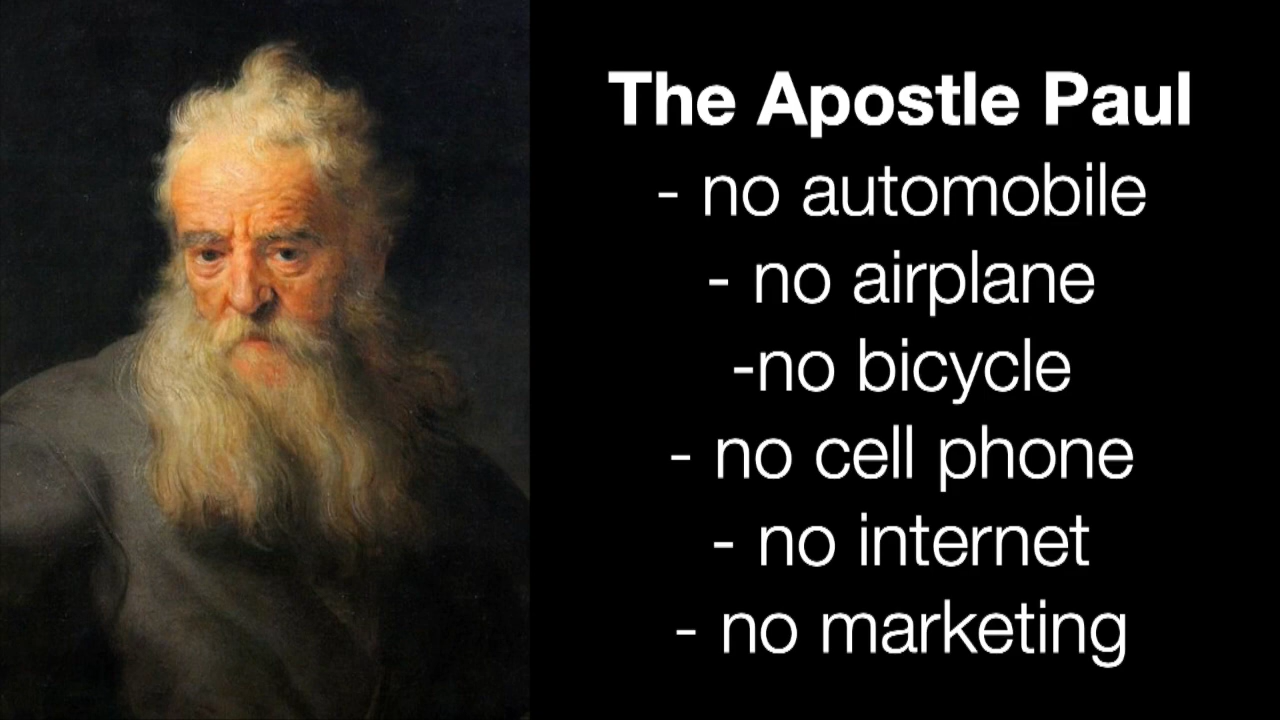 The Apostle Paul
- no automobile
- no airplane
-no bicycle
- no cell phone
- no internet
- no marketing